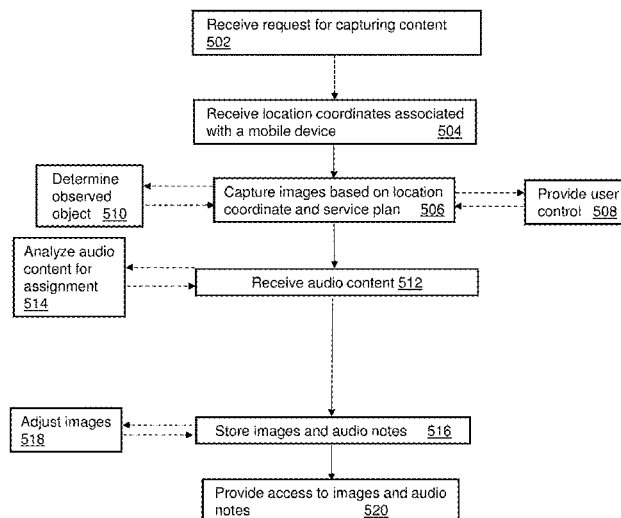 Receive request for capturing content
502
Receive location coordinates associated
with a mobile device 504
Determine
observed
object 510
Capture images based on location
coordinate and service plan 506
Provide user
control 508
Analyze audio
content for
assignment
514
Receive audio content 512
Adjust images
518
Store images and audio notes 516
Provide access to images and audio
notes 520